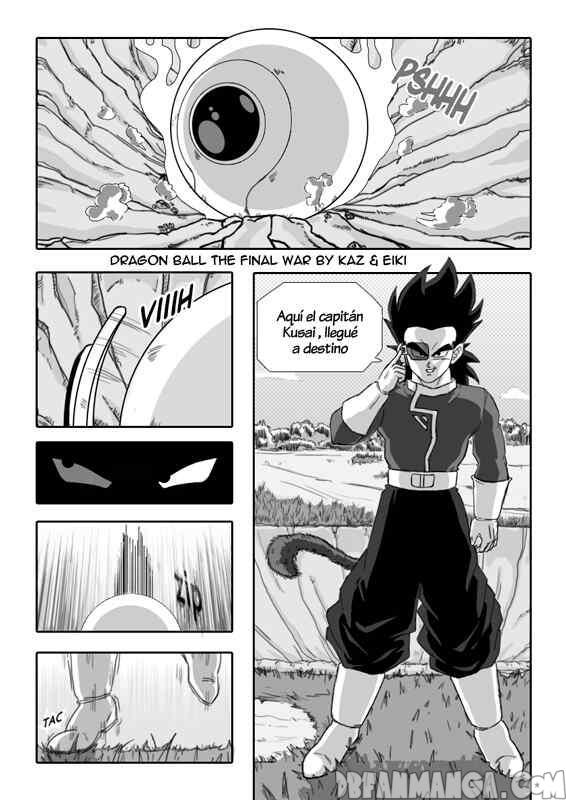 PSHHH
DRAGON BALL THE FINAL WAR BY KAZ & EIKI
VIIIH
Aquí el capitán
Kusai, llegué
a destino
ZIP
TAC
DBFANMANGA.COM